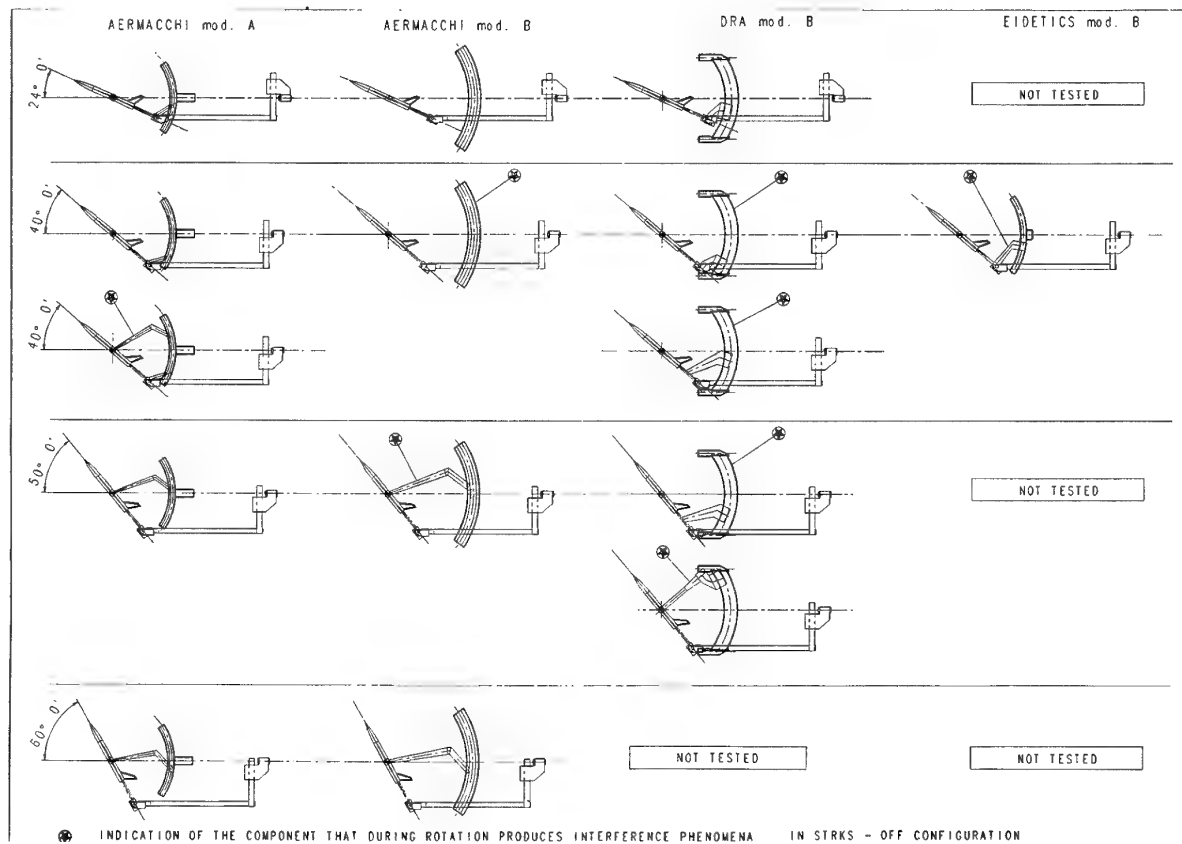 AERMACCHI mod. A AERMACCHI mod. B DRA mod. B EIDETICS mod. B
24° 0'
NOT TESTED
40° 0'
40° 0'
50° 0'
NOT TESTED
60° 0'
NOT TESTED NOT TESTED
INDICATION OF THE COMPONENT THAT DURING ROTATION PRODUCES INTERFERENCE PHENOMENA IN STRKS - OFF CONFIGURATION